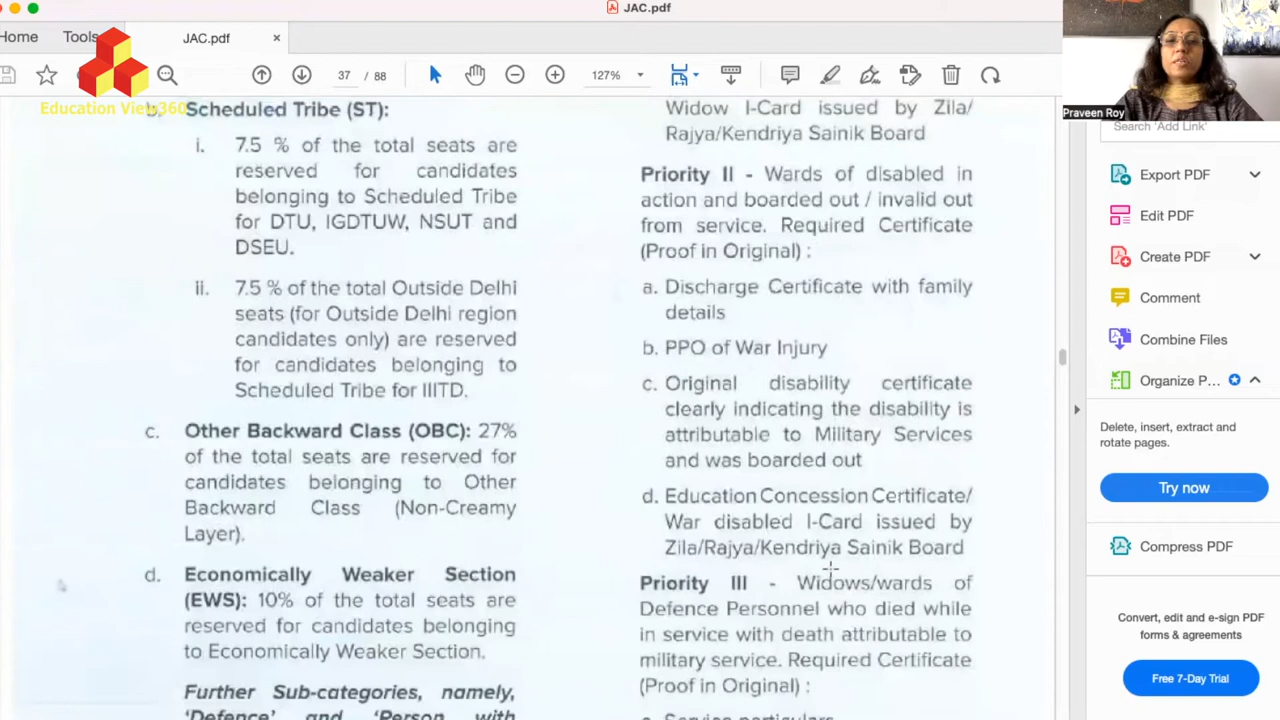 JAC.pdf
Home
Tools
JAC.pdf
×
37 / 88
127%
Education View360
b. Scheduled Tribe (ST):
i. 7.5 % of the total seats are
reserved for candidates
belonging to Scheduled Tribe
for DTU, IGDTUW, NSUT and
DSEU.
ii. 7.5 % of the total Outside Delhi
seats (for Outside Delhi region
candidates only) are reserved
for candidates belonging to
Scheduled Tribe for IIITD.
c. Other Backward Class (OBC): 27%
of the total seats are reserved for
candidates belonging to Other
Backward Class (Non-Creamy
Layer).
d. Economically Weaker Section
(EWS): 10% of the total seats are
reserved for candidates belonging
to Economically Weaker Section.
Further Sub-categories, namely,
'Defence' and 'Person with
Widow I-Card issued by Zila/
Rajya/Kendriya Sainik Board
Priority II - Wards of disabled in
action and boarded out / invalid out
from service. Required Certificate
(Proof in Original) :
a. Discharge Certificate with family
details
b. PPO of War Injury
c. Original disability certificate
clearly indicating the disability is
attributable to Military Services
and was boarded out
d. Education Concession Certificate/
War disabled I-Card issued by
Zila/Rajya/Kendriya Sainik Board
Priority III - Widows/wards of
Defence Personnel who died while
in service with death attributable to
military service. Required Certificate
(Proof in Original) :
a. Service particulars
Praveen Roy
Search 'Add Link'
Export PDF
Edit PDF
Create PDF
Comment
Combine Files
Organize P...
Delete, insert, extract and
rotate pages.
Try now
Compress PDF
Convert, edit and e-sign PDF
forms & agreements
Free 7-Day Trial